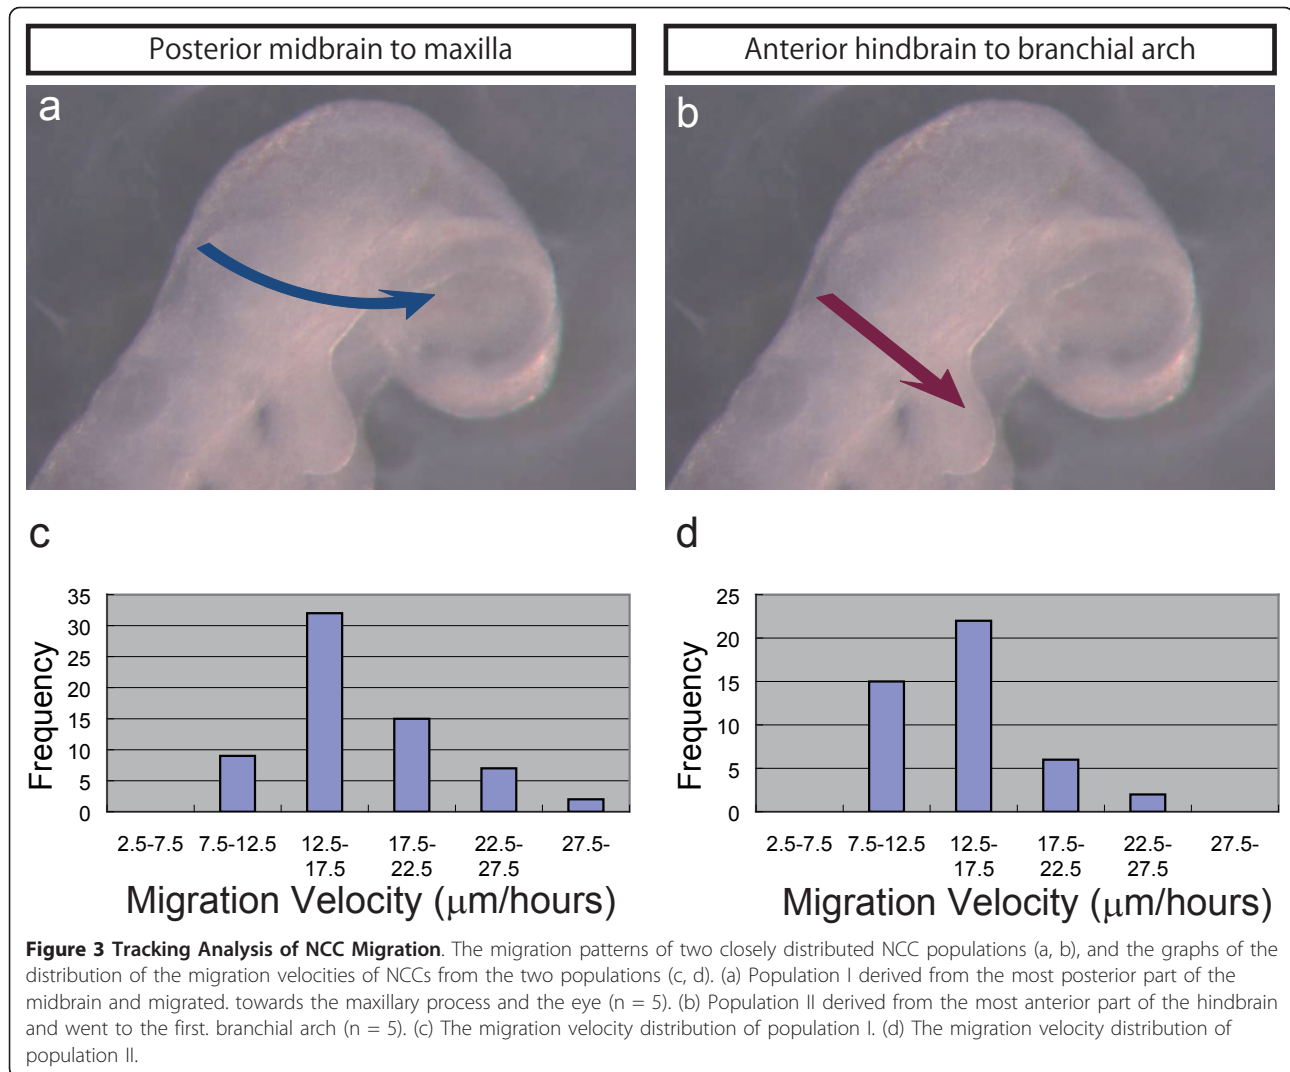 Posterior midbrain to maxilla
Anterior hindbrain to branchial arch
a
b
c
35
30
25
20
15
10
5
0
Frequency
2.5-7.5 7.5-12.5 12.5- 17.5- 22.5- 27.5-
17.5 22.5 27.5
Migration Velocity (μm/hours)
d
25
20
15
10
5
0
Frequency
2.5-7.5 7.5-12.5 12.5- 17.5- 22.5- 27.5-
17.5 22.5 27.5
Migration Velocity (μm/hours)
Figure 3 Tracking Analysis of NCC Migration. The migration patterns of two closely distributed NCC populations (a, b), and the graphs of the
distribution of the migration velocities of NCCs from the two populations (c, d). (a) Population I derived from the most posterior part of the
midbrain and migrated. towards the maxillary process and the eye (n = 5). (b) Population II derived from the most anterior part of the hindbrain
and went to the first. branchial arch (n = 5). (c) The migration velocity distribution of population I. (d) The migration velocity distribution of
population II.